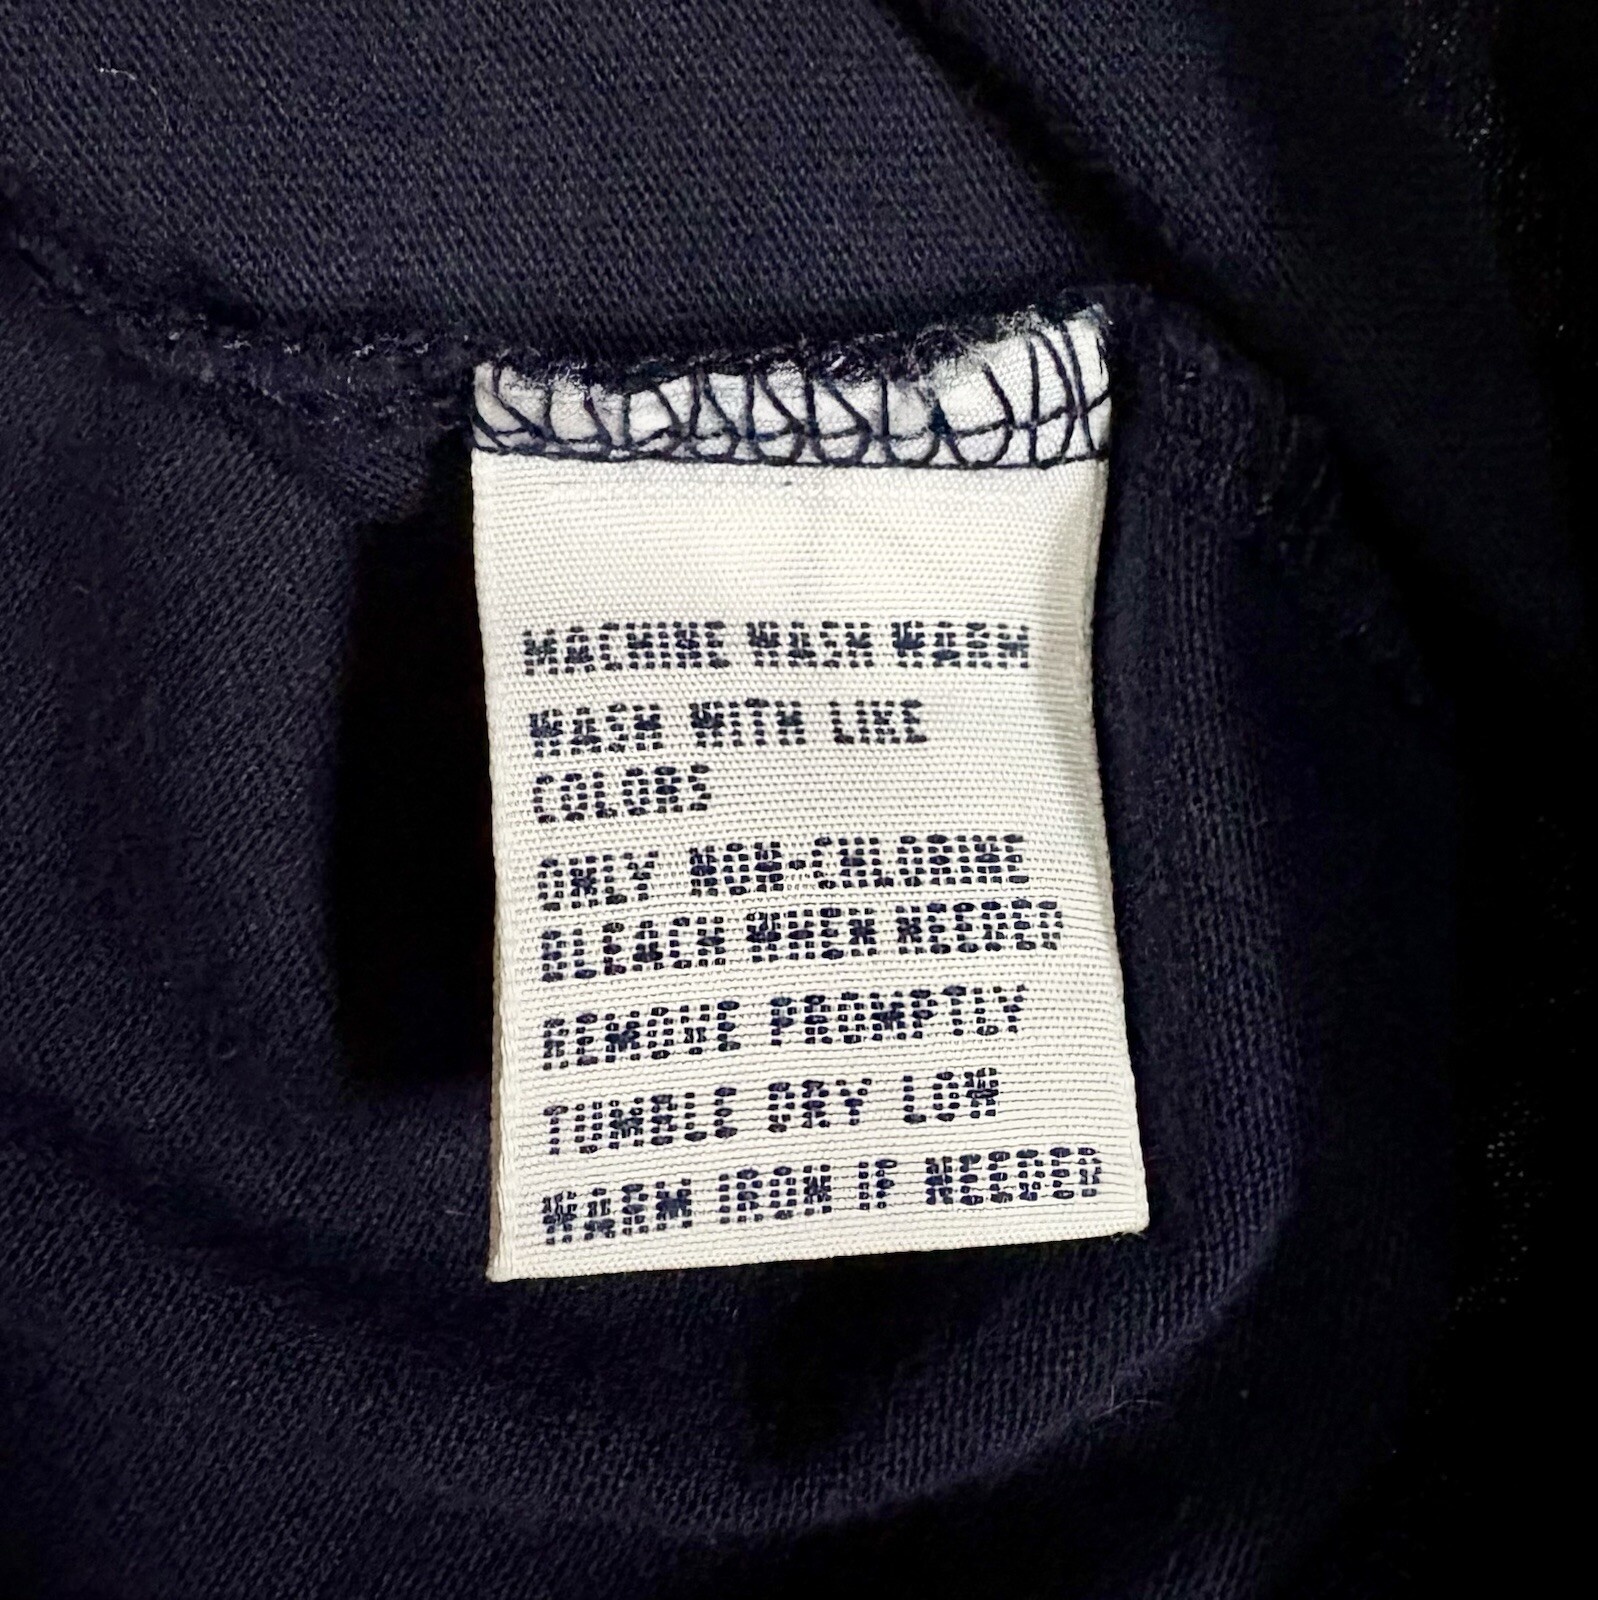 MACHINE WASH WARM
WASH WITH LIKE
COLORS
ONLY NON-CHLORINE
BLEACH WHEN NEEDED
REMOVE PROMPTLY
TUMBLE DRY LOW
WARM IRON IF NEEDED